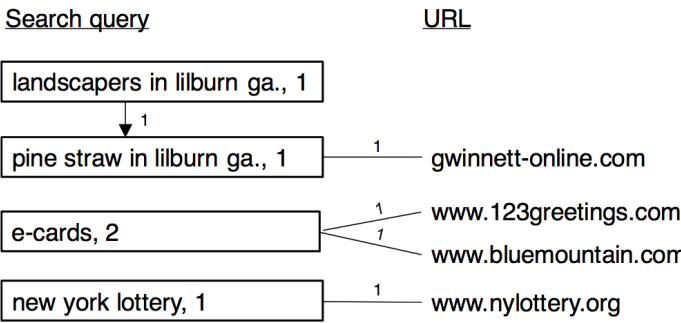 Search query URL
landscapers in lilburn ga., 1
1
pine straw in lilburn ga., 1 1 gwinnett-online.com
1 www.123greetings.com
e-cards, 2
1 www.bluemountain.com
new york lottery, 1 1 www.nylottery.org